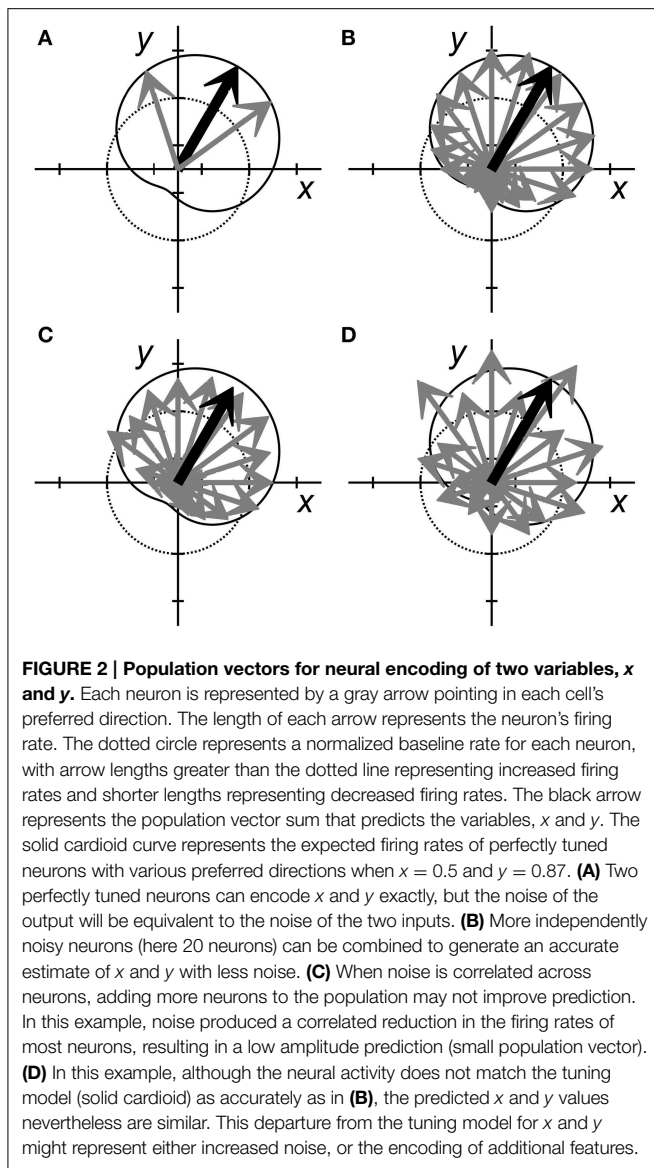 A
y
x
B
y
x
C
y
x
D
y
x
FIGURE 2 | Population vectors for neural encoding of two variables, x
and y. Each neuron is represented by a gray arrow pointing in each cell's
preferred direction. The length of each arrow represents the neuron's firing
rate. The dotted circle represents a normalized baseline rate for each neuron,
with arrow lengths greater than the dotted line representing increased firing
rates and shorter lengths representing decreased firing rates. The black arrow
represents the population vector sum that predicts the variables, x and y. The
solid cardioid curve represents the expected firing rates of perfectly tuned
neurons with various preferred directions when x = 0.5 and y = 0.87. (A) Two
perfectly tuned neurons can encode x and y exactly, but the noise of the
output will be equivalent to the noise of the two inputs. (B) More independently
noisy neurons (here 20 neurons) can be combined to generate an accurate
estimate of x and y with less noise. (C) When noise is correlated across
neurons, adding more neurons to the population may not improve prediction.
In this example, noise produced a correlated reduction in the firing rates of
most neurons, resulting in a low amplitude prediction (small population vector).
(D) In this example, although the neural activity does not match the tuning
model (solid cardioid) as accurately as in (B), the predicted x and y values
nevertheless are similar. This departure from the tuning model for x and y
might represent either increased noise, or the encoding of additional features.